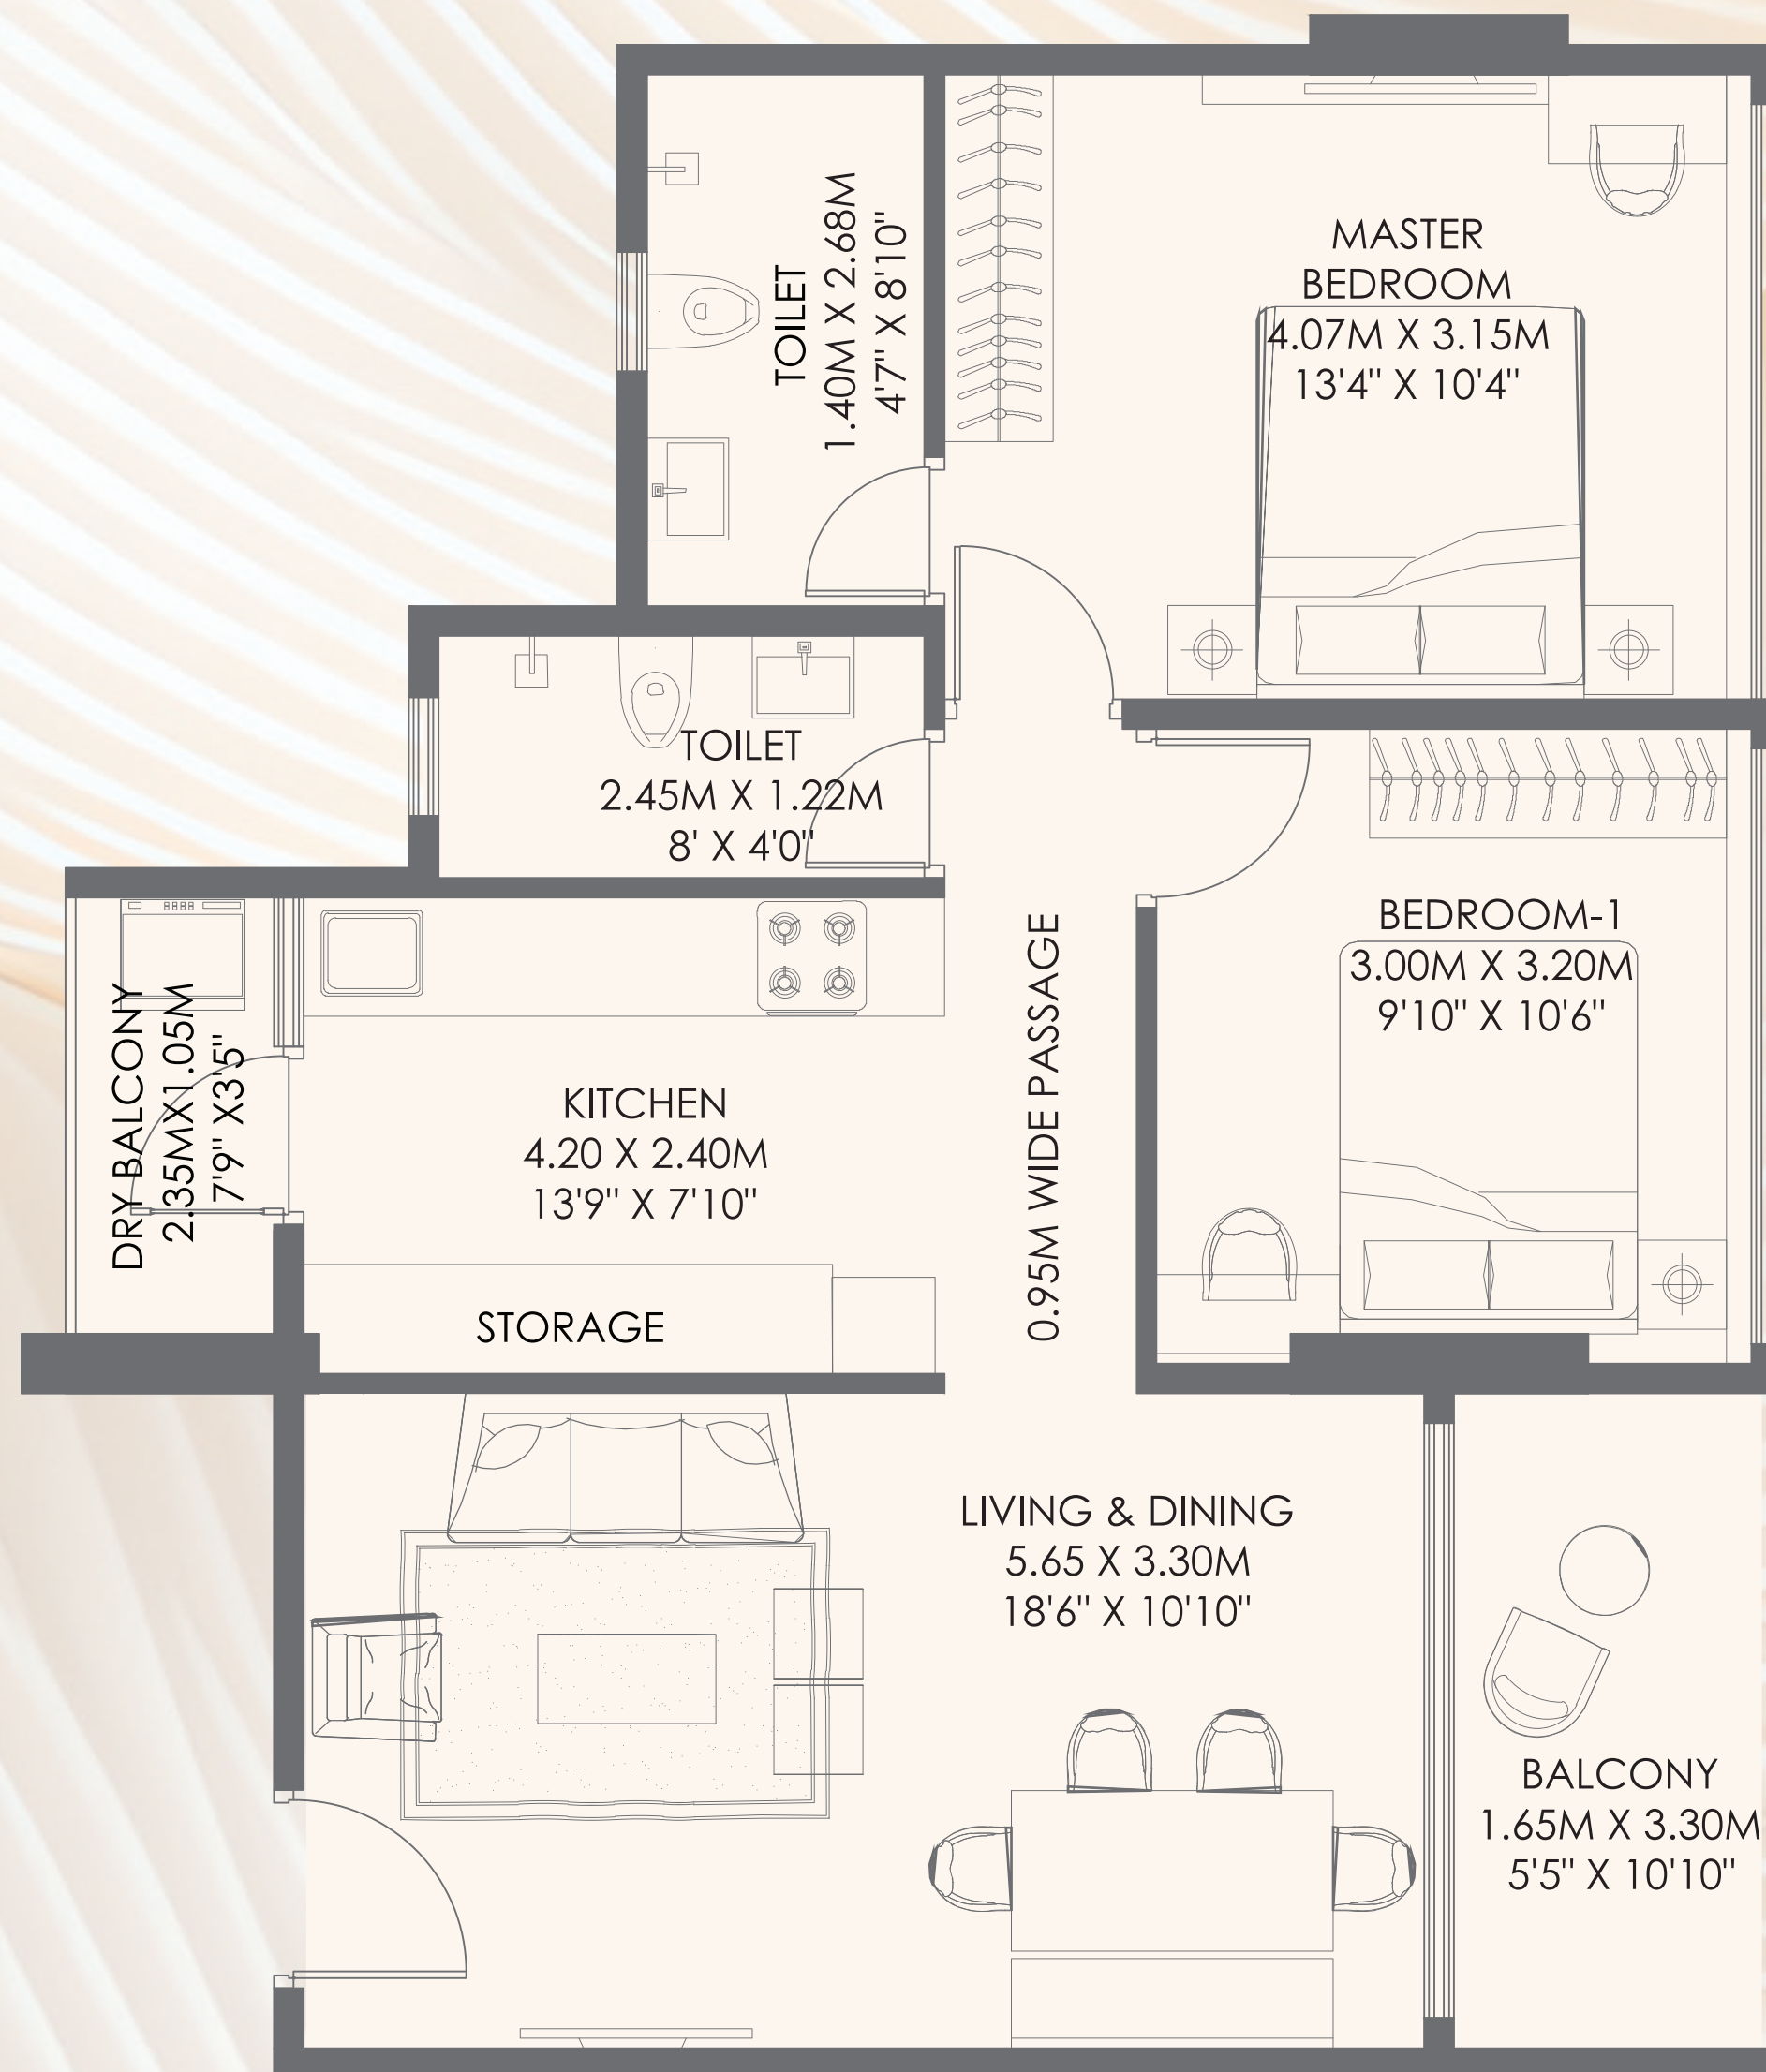 TOILET
1.40M X 2.68M
4'7" X 8'10"
MASTER
BEDROOM
4.07M X 3.15M
13'4" X 10'4"
TOILET
2.45M X 1.22M
8' X 4'0"
DRY BALCONY
2.35MX1.05M
7'9" X3'5"
KITCHEN
4.20 X 2.40M
13'9" X 7'10"
STORAGE
0.95M WIDE PASSAGE
BEDROOM-1
3.00M X 3.20M
9'10" X 10'6"
LIVING & DINING
5.65 X 3.30M
18'6" X 10'10"
BALCONY
1.65M X 3.30M
5'5" X 10'10"